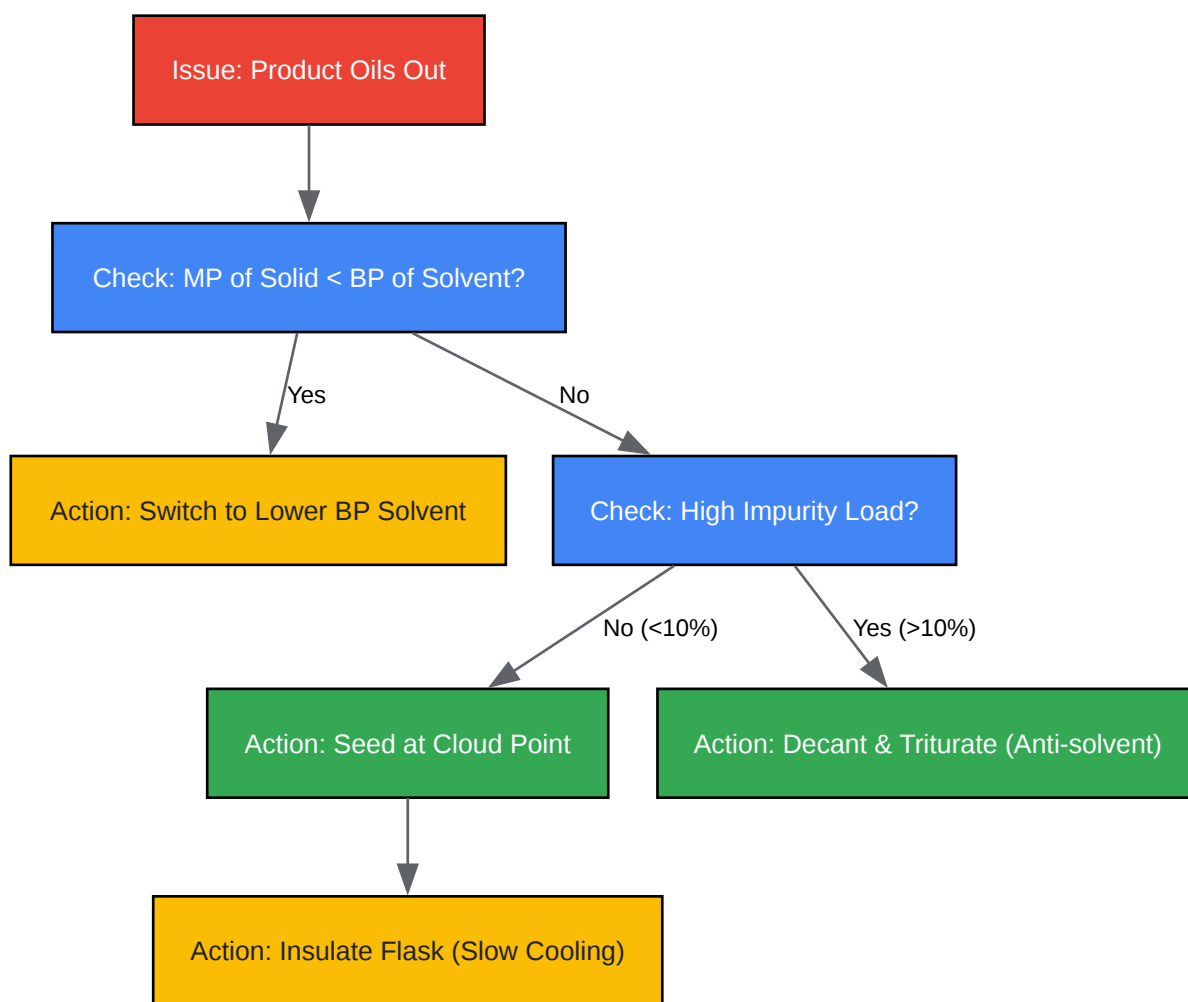 Issue: Product Oils Out
Check: MP of Solid < BP of Solvent?
Yes
No
Action: Switch to Lower BP Solvent
Check: High Impurity Load?
No (<10%)
Yes (>10%)
Action: Seed at Cloud Point
Action: Decant & Triturate (Anti-solvent)
Action: Insulate Flask (Slow Cooling)